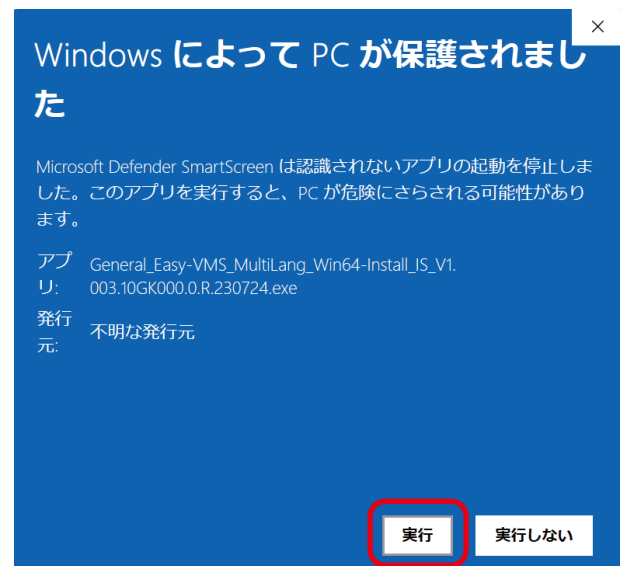 Windows によって PC が保護されまし
た
Microsoft Defender SmartScreen は認識されないアプリの起動を停止しま
した。このアプリを実行すると、PC が危険にさらされる可能性があり
ます。
アプ
リ:
General_Easy-VMS_MultiLang_Win64-Install_IS_V1.
003.10GK000.0.R.230724.exe
発行
元:
不明な発行元
実行
実行しない